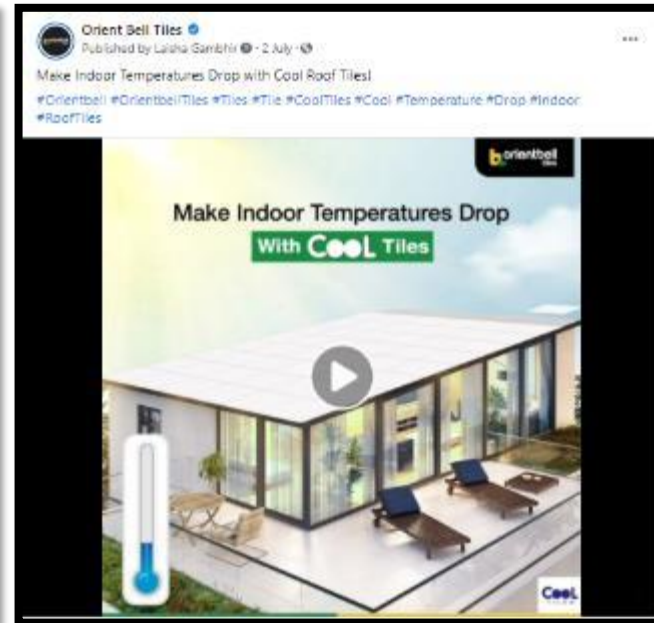 Orient Bell Tiles
Published by Laisha Gambhir · 2 July ·
Make Indoor Temperatures Drop with Cool Roof Tiles!
#Orientbell #OrientbellTiles #Tiles #Tile #CoolTiles #Cool #Temperature #Drop #Indoor
#RoofTiles
orientbell
tiles
Make Indoor Temperatures Drop
With CooL Tiles
CooL